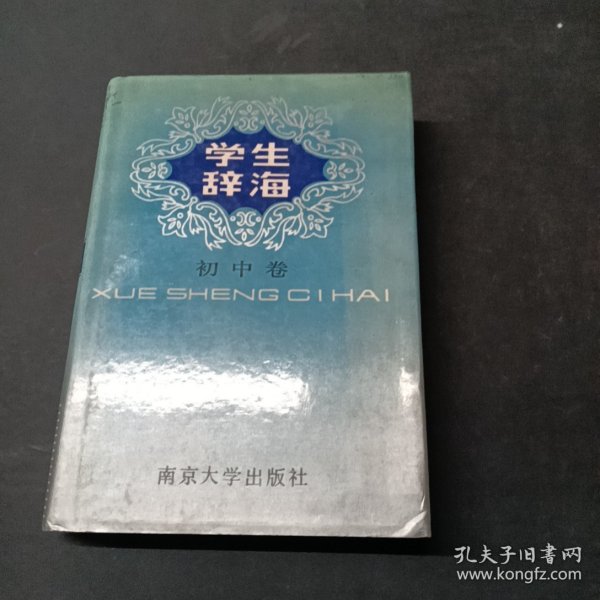 学生
辞海
初中卷
XUE SHENG CI HAI
南京大学出版社
孔夫子旧書网
www.kongfz.com